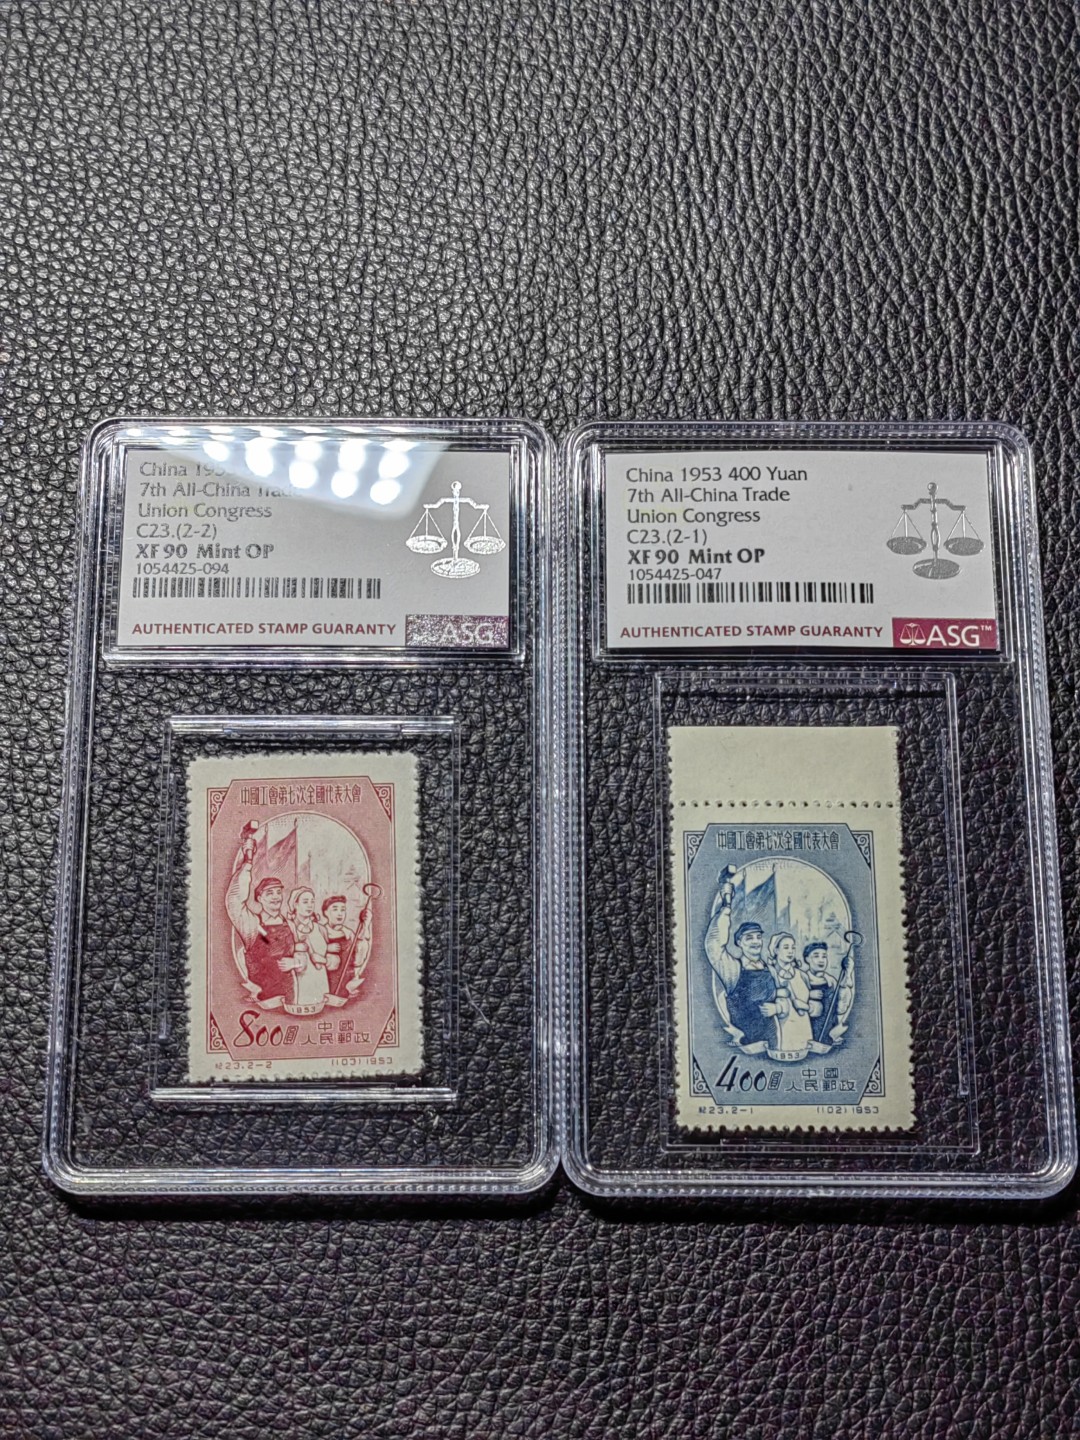 China 195
7th All-China Trade
Union Congress
C23.(2-2)
XF 90 Mint OP
1054425-094
AUTHENTICATED STAMP GUARANTY
ASG
中國工會第七次全國代表大會
1953
800圓
中國
人民郵政
紀23.2-2
(103)1953
China 1953 400 Yuan
7th All-China Trade
Union Congress
C23.(2-1)
XF 90 Mint OP
1054425-047
AUTHENTICATED STAMP GUARANTY
ASG™
中國工會第七次全國代表大會
1953
400圓
中國
人民郵政
紀23.2-1
(102)1953